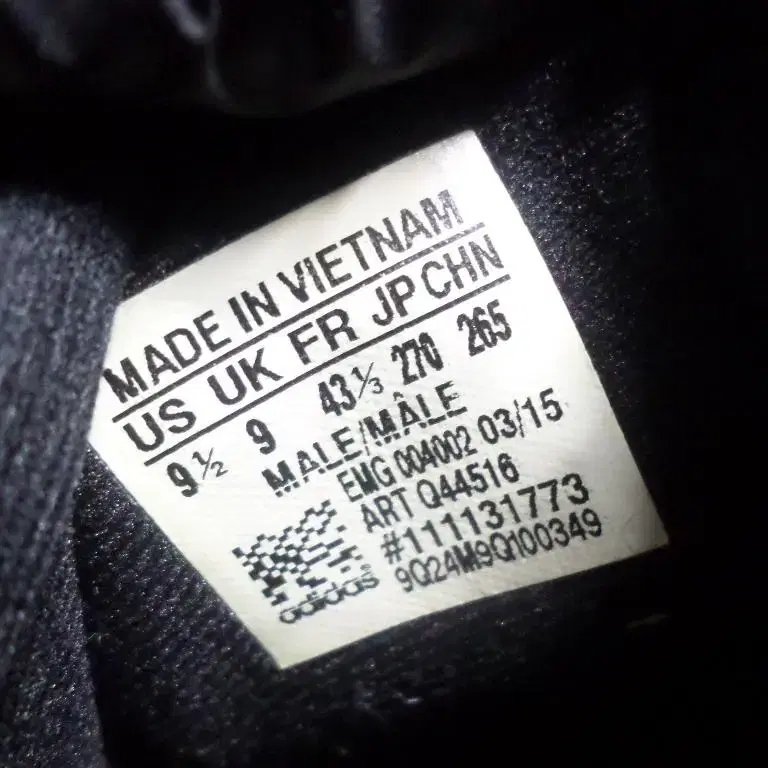 MADE IN VIETNAM
US UK FR JP CHN
9½ 9 43⅓ 270 265
MALE/MÂLE
EMG 004002 03/15
ART Q44516
#111131773
9Q24M9Q100349
adidas